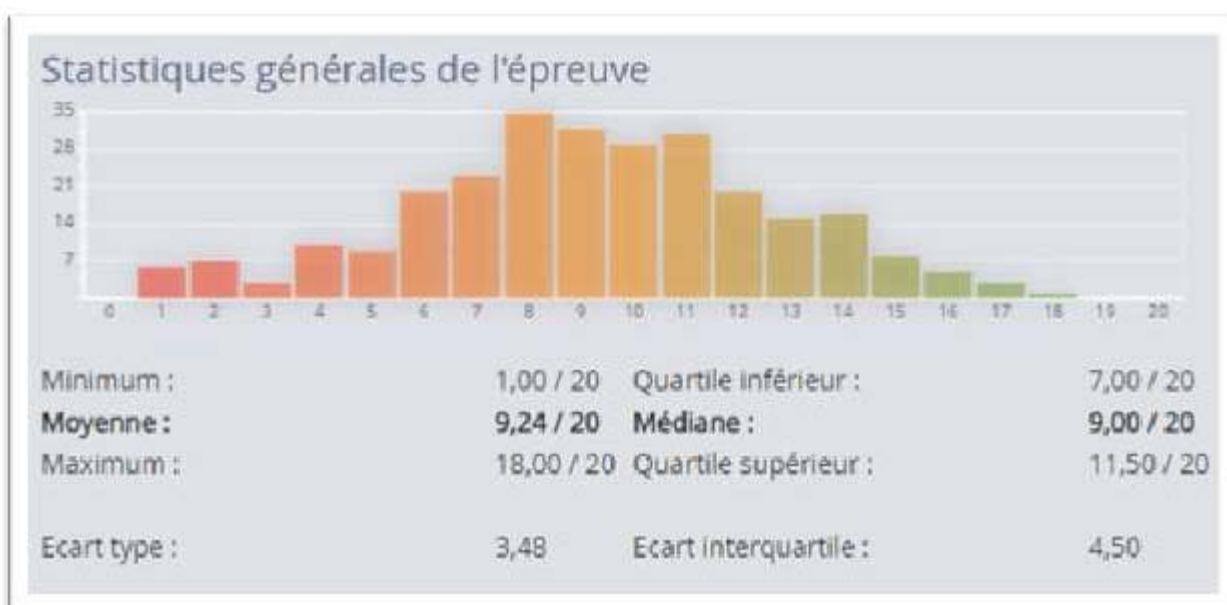 Statistiques générales de l'épreuve
35
28
21
14
7
0 1 2 3 4 5 6 7 8 9 10 11 12 13 14 15 16 17 18 19 20
Minimum : 1,00 / 20 Quartile inférieur : 7,00 / 20
Moyenne : 9,24 / 20 Médiane : 9,00 / 20
Maximum : 18,00 / 20 Quartile supérieur : 11,50 / 20
Ecart type : 3,48 Ecart interquartile : 4,50